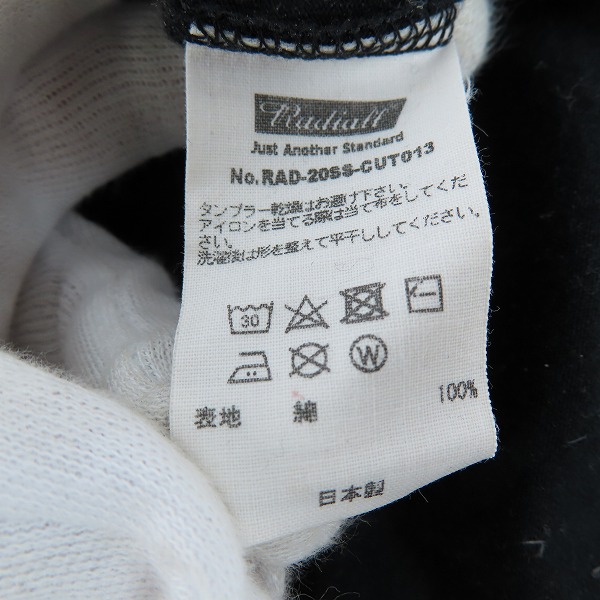 Radiall
Just Another Standard
No.RAD-20SS-CUT013
タンブラー乾燥はお避け下さい。
アイロンを当てる際は当て布をしてくだ
さい。
洗濯後は形を整えて平干ししてください。
30
W
表地 綿 100%
日本製